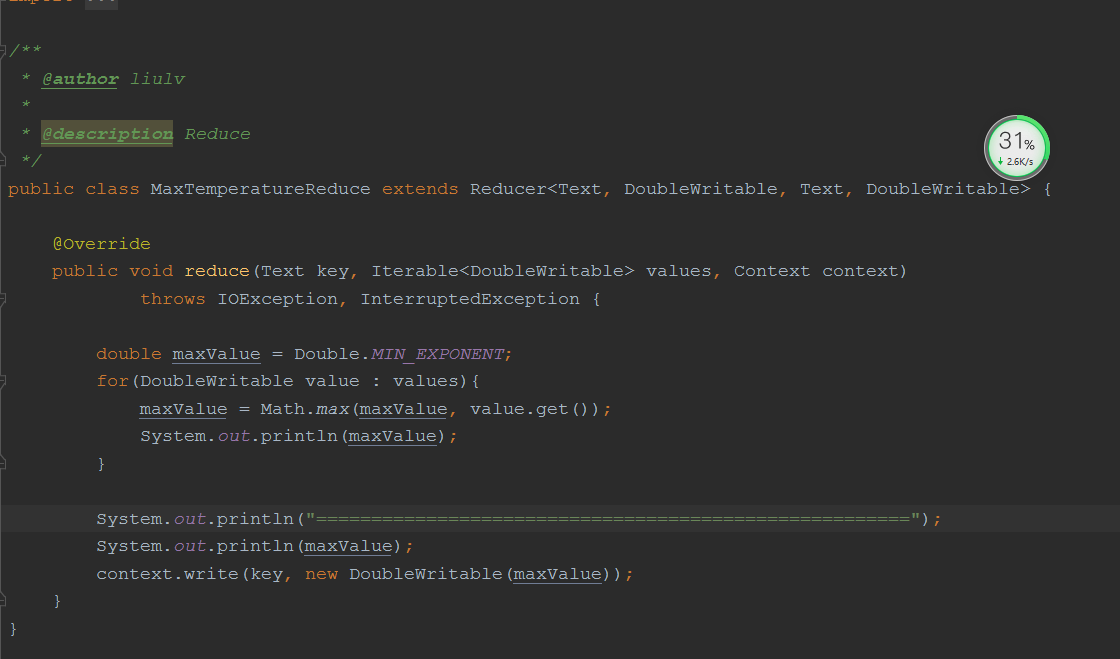 import ...
/**
 * @author liulv
 *
 * @description Reduce
 */
public class MaxTemperatureReduce extends Reducer<Text, DoubleWritable, Text, DoubleWritable> {
    @Override
    public void reduce(Text key, Iterable<DoubleWritable> values, Context context)
            throws IOException, InterruptedException {
        double maxValue = Double.MIN_EXPONENT;
        for(DoubleWritable value : values){
            maxValue = Math.max(maxValue, value.get());
            System.out.println(maxValue);
        }
        System.out.println("======================================================");
        System.out.println(maxValue);
        context.write(key, new DoubleWritable(maxValue));
    }
}
31%
↓ 2.6K/s